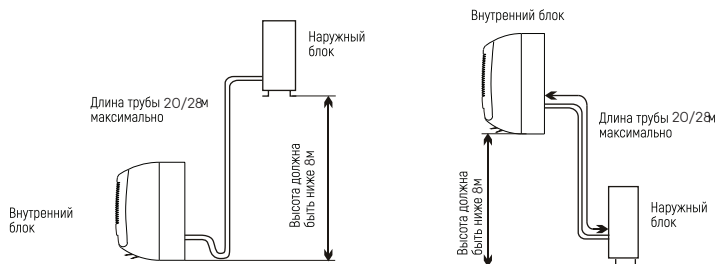 Наружный
блок
Длина трубы 20/28м
максимально
Высота должна
быть ниже 8м
Внутренний
блок
Внутренний блок
Длина трубы 20/28м
максимально
Высота должна
быть ниже 8м
Наружный
блок